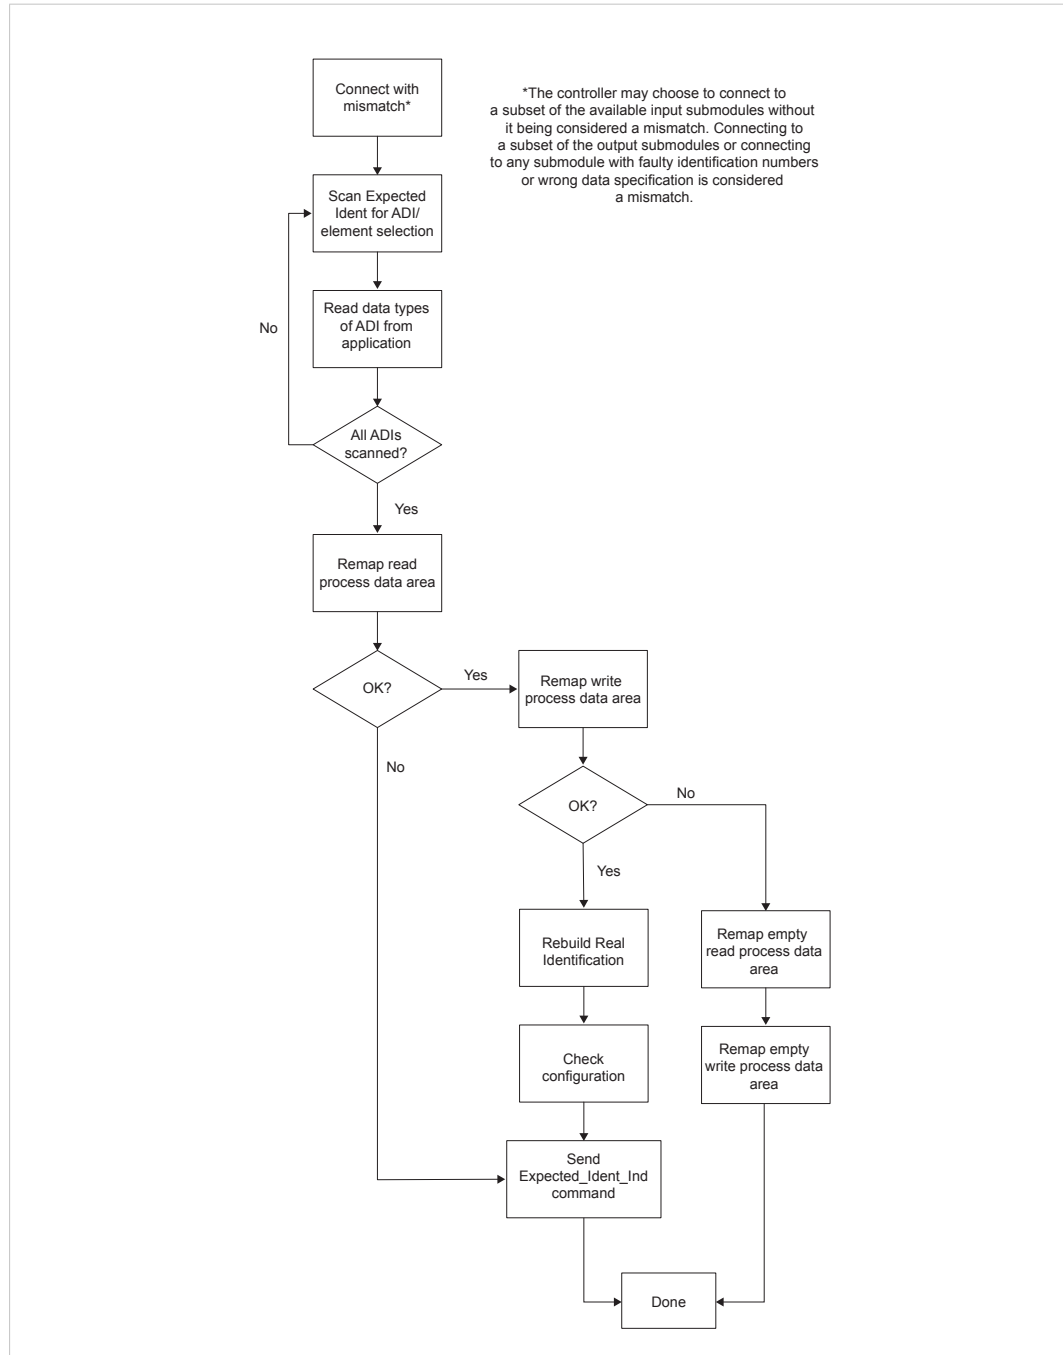 Connect with
mismatch*
*The controller may choose to connect to
a subset of the available input submodules without
it being considered a mismatch. Connecting to
a subset of the output submodules or connecting
to any submodule with faulty identification numbers
or wrong data specification is considered
a mismatch.
Scan Expected
Ident for ADI/
element selection
Read data types
of ADI from
application
No
All ADIs
scanned?
Yes
Remap read
process data area
OK?
Yes
Remap write
process data area
No
OK?
No
Yes
Rebuild Real
Identification
Remap empty
read process data
area
Check
configuration
Remap empty
write process data
area
Send
Expected_Ident_Ind
command
Done